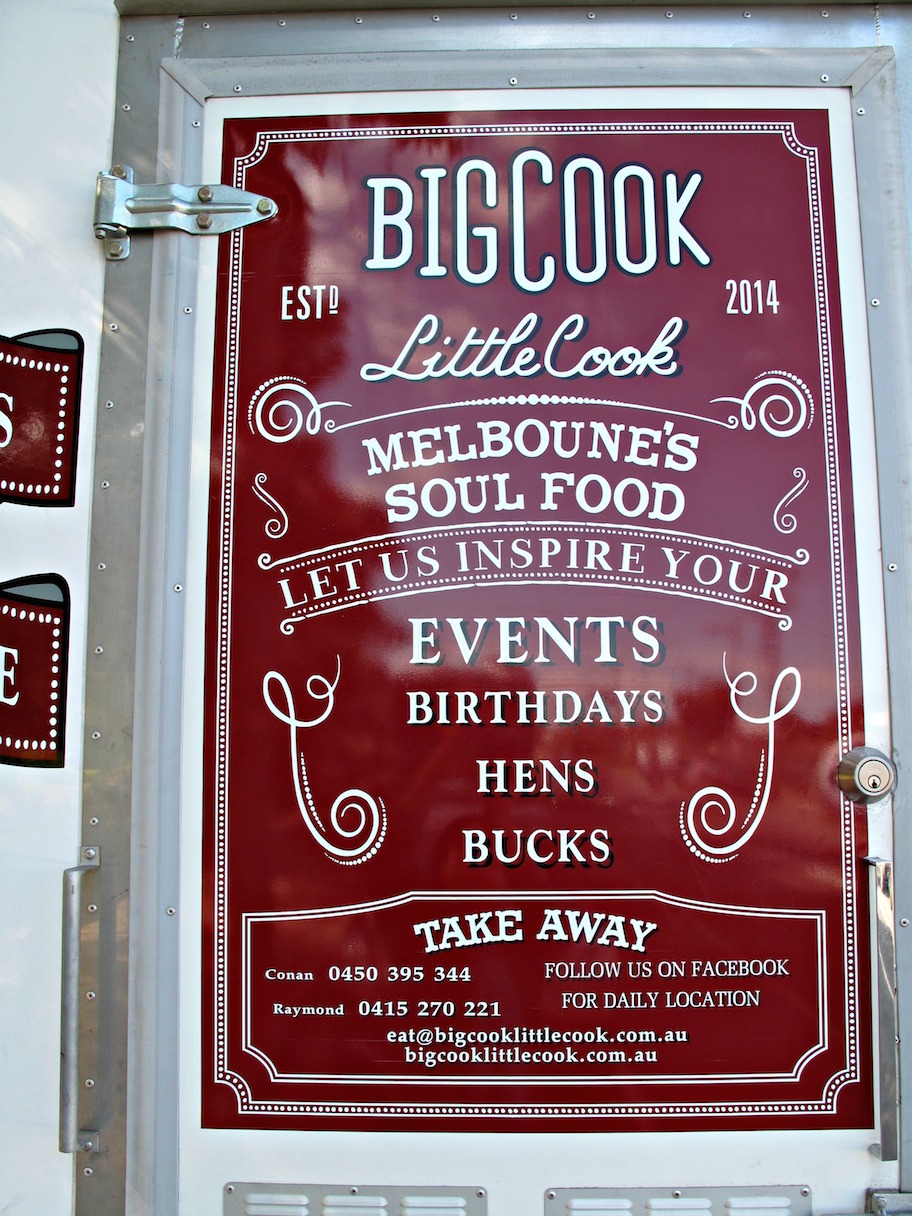 BIGCOOK
ESTD 2014
Little Cook
MELBOUNE'S
SOUL FOOD
LET US INSPIRE YOUR
EVENTS
BIRTHDAYS
HENS
BUCKS
TAKE AWAY
Conan 0450 395 344
Raymond 0415 270 221
FOLLOW US ON FACEBOOK
FOR DAILY LOCATION
eat@bigcooklittlecook.com.au
bigcooklittlecook.com.au
S
E